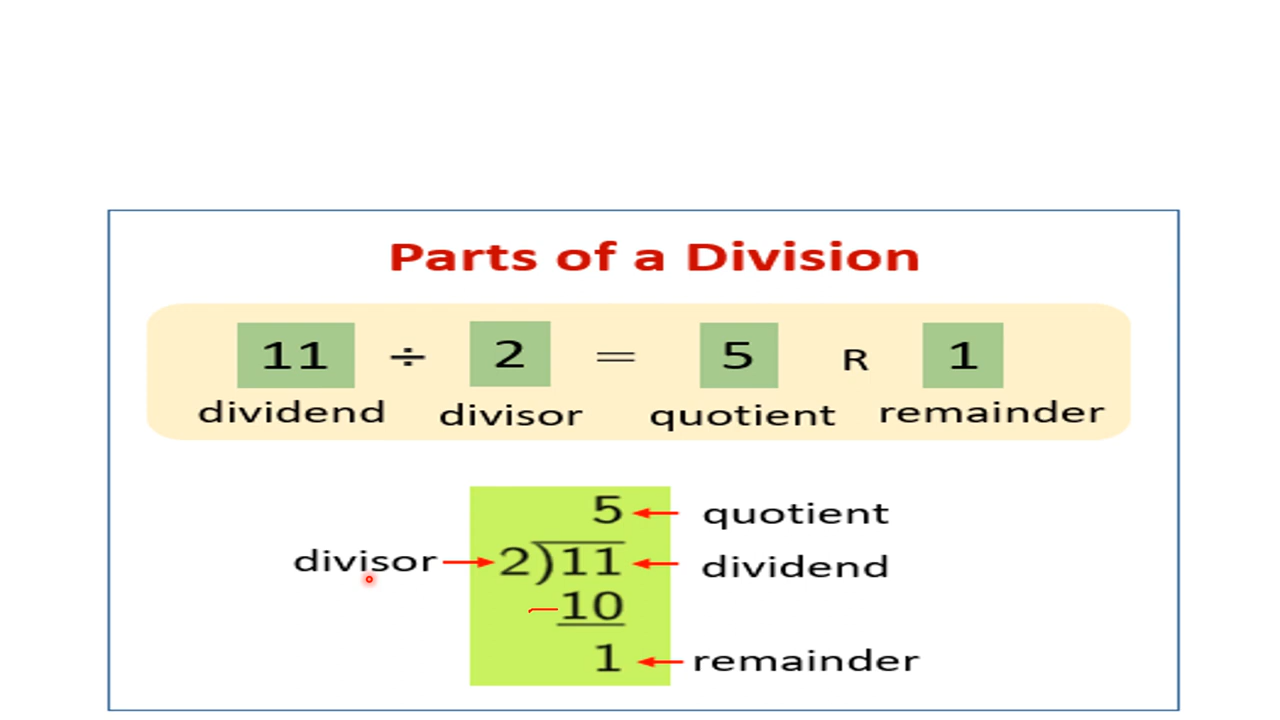 Parts of a Division
11 ÷ 2 = 5 R 1
dividend divisor quotient remainder
5 quotient
divisor 2)11 dividend
−10
1 remainder